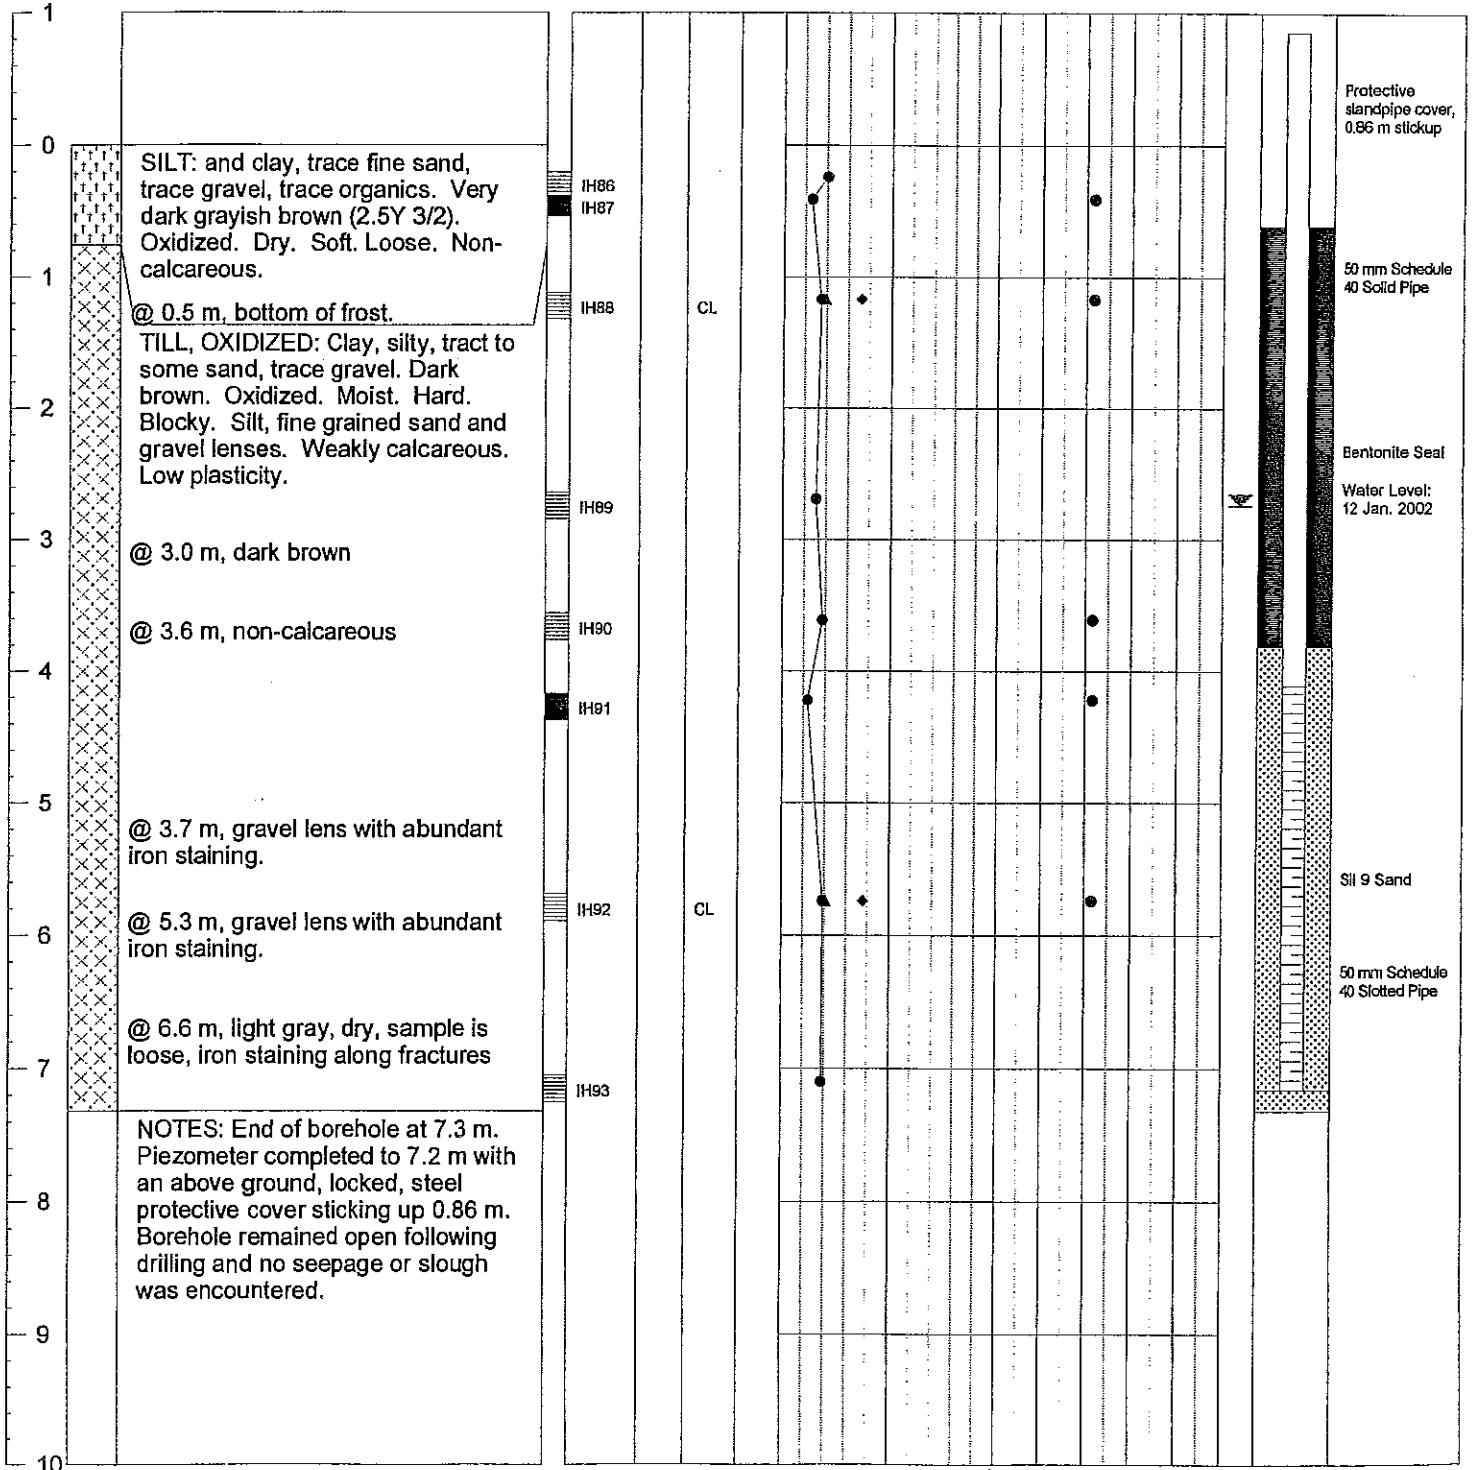 1
0
1
2
3
4
5
6
7
8
9
10
SILT: and clay, trace fine sand,
trace gravel, trace organics. Very
dark grayish brown (2.5Y 3/2).
Oxidized. Dry. Soft. Loose. Non-
calcareous.
@ 0.5 m, bottom of frost.
TILL, OXIDIZED: Clay, silty, tract to
some sand, trace gravel. Dark
brown. Oxidized. Moist. Hard.
Blocky. Silt, fine grained sand and
gravel lenses. Weakly calcareous.
Low plasticity.
@ 3.0 m, dark brown
@ 3.6 m, non-calcareous
@ 3.7 m, gravel lens with abundant
iron staining.
@ 5.3 m, gravel lens with abundant
iron staining.
@ 6.6 m, light gray, dry, sample is
loose, iron staining along fractures
NOTES: End of borehole at 7.3 m.
Piezometer completed to 7.2 m with
an above ground, locked, steel
protective cover sticking up 0.86 m.
Borehole remained open following
drilling and no seepage or slough
was encountered.
IH86
IH87
IH88
IH89
IH90
IH91
IH92
IH93
CL
CL
Protective
standpipe cover,
0.86 m stickup
50 mm Schedule
40 Solid Pipe
Bentonite Seal
Water Level:
12 Jan. 2002
Sil 9 Sand
50 mm Schedule
40 Slotted Pipe